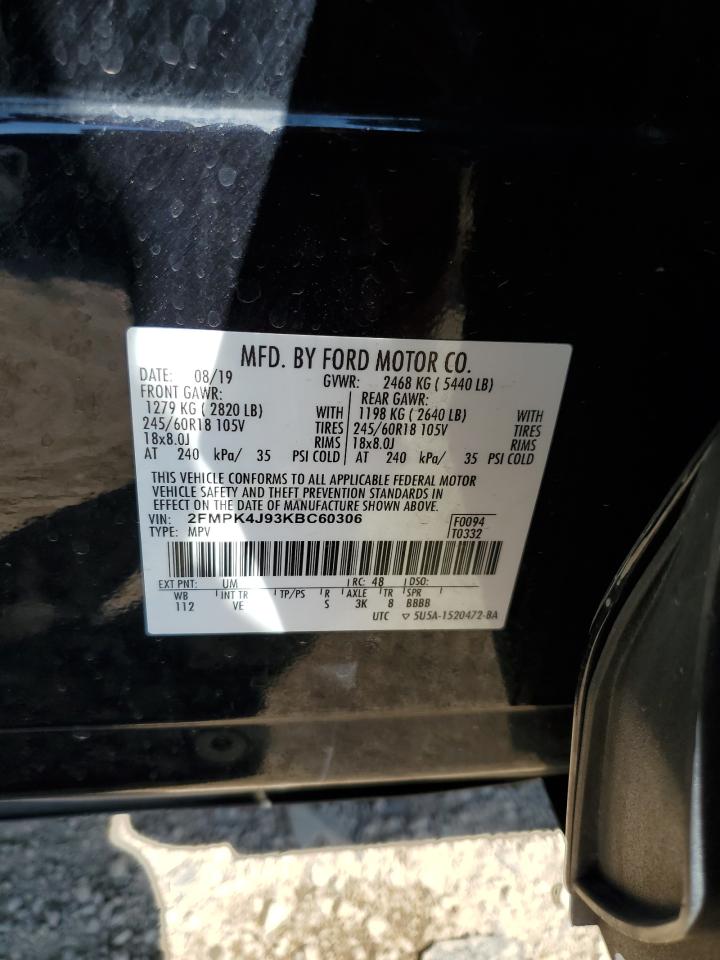 MFD. BY FORD MOTOR CO.
DATE: 08/19 GVWR: 2468 KG ( 5440 LB)
FRONT GAWR: REAR GAWR:
1279 KG ( 2820 LB) WITH 1198 KG ( 2640 LB) WITH
245/60R18 105V TIRES 245/60R18 105V TIRES
18x8.0J RIMS 18x8.0J RIMS
AT 240 kPa/ 35 PSI COLD AT 240 kPa/ 35 PSI COLD
THIS VEHICLE CONFORMS TO ALL APPLICABLE FEDERAL MOTOR
VEHICLE SAFETY AND THEFT PREVENTION STANDARDS IN
EFFECT ON THE DATE OF MANUFACTURE SHOWN ABOVE.
VIN: 2FMPK4J93KBC60306 F0094
TYPE: MPV T0332
EXT PNT: UM RC: 48 DSO:
WB INT TR TP/PS R AXLE TR SPR
112 VE S 3K 8 BBBB
UTC ▽ 5U5A-1520472-BA